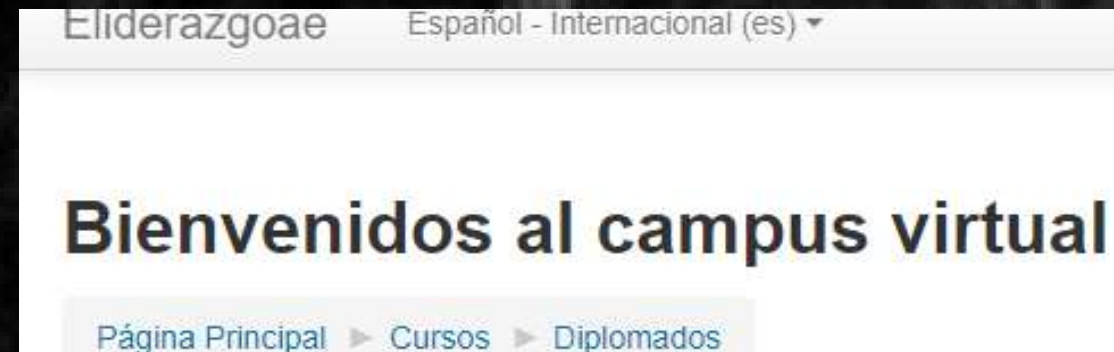 Eliderazgoae Español - Internacional (es)
Bienvenidos al campus virtual
Página Principal ► Cursos ► Diplomados